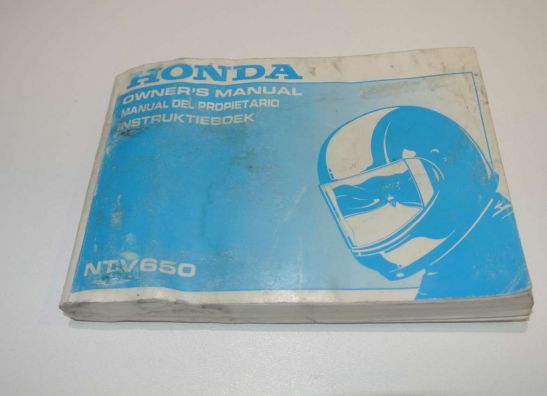 HONDA
OWNER'S MANUAL
MANUAL DEL PROPIETARIO
INSTRUKTIEBOEK
NTV650